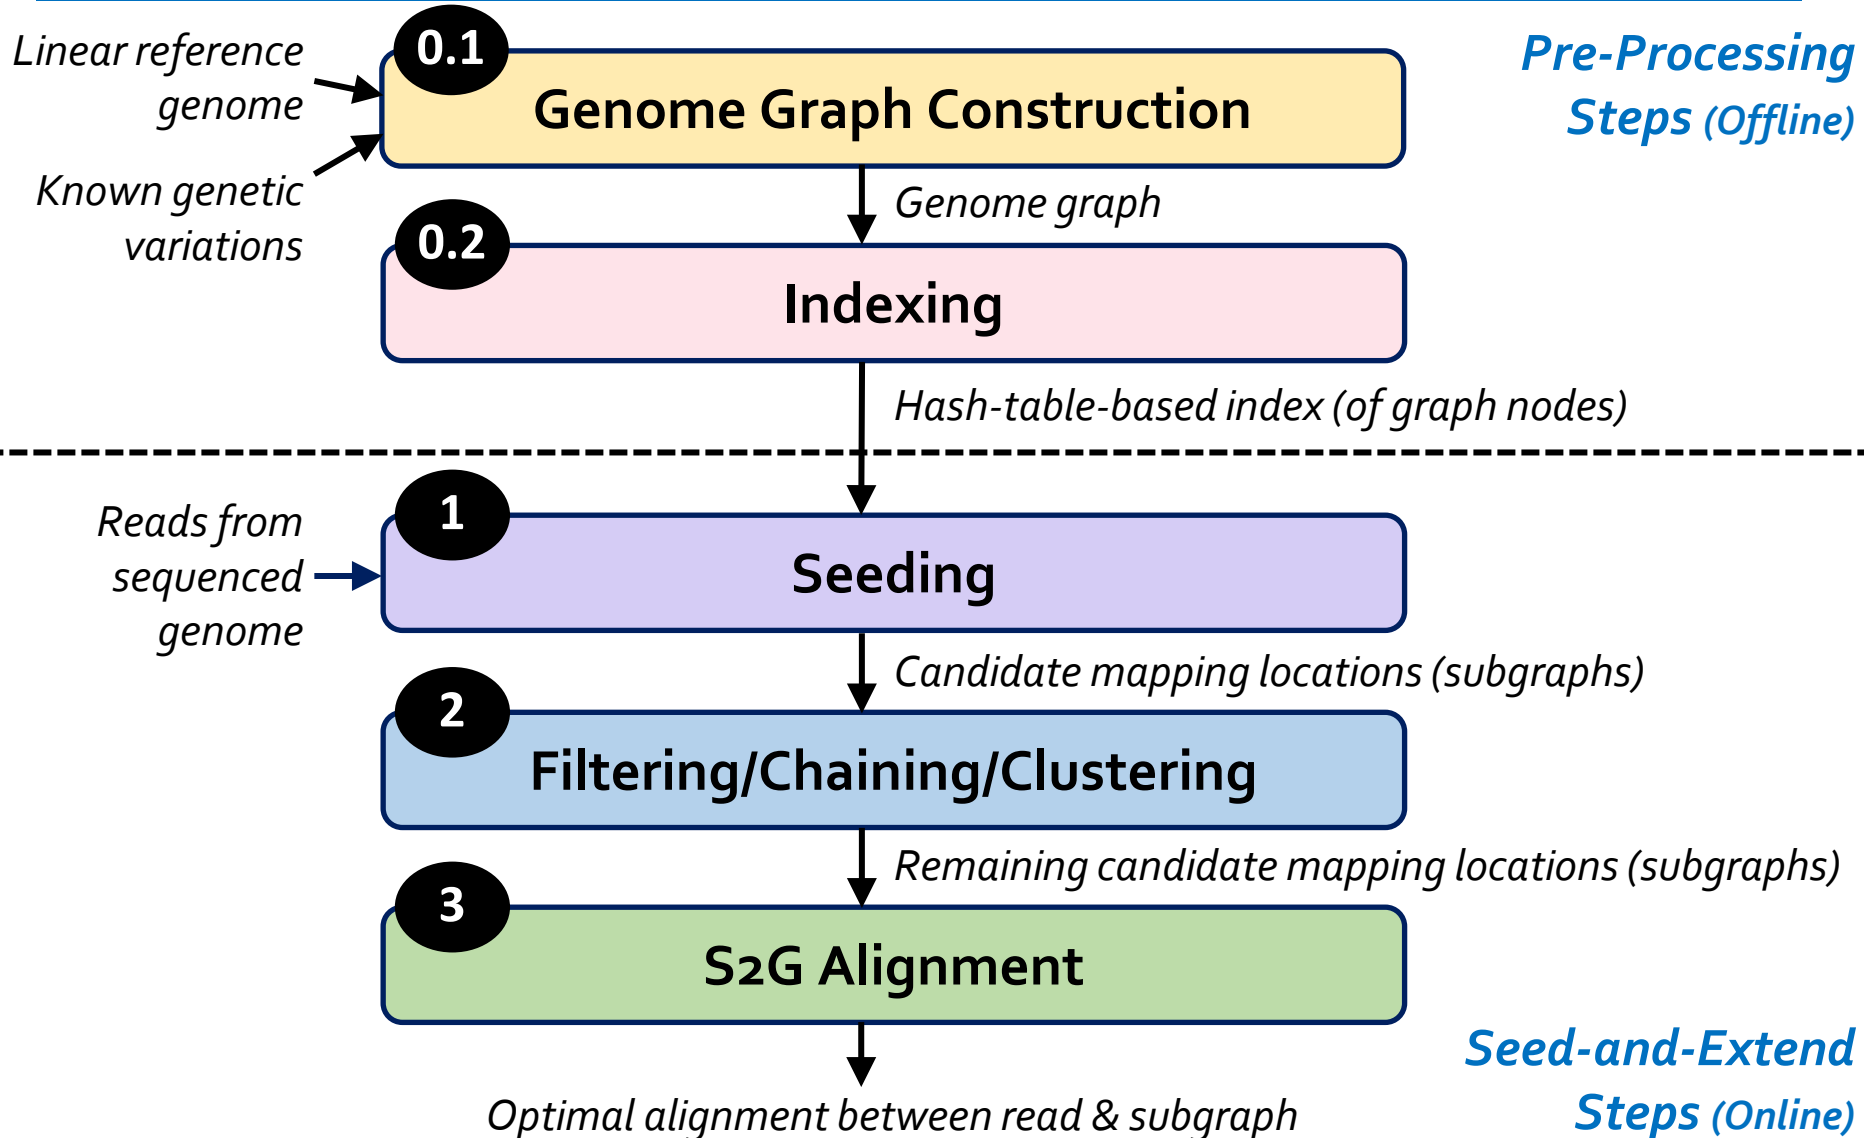 Linear reference
genome
0.1
Genome Graph Construction
Pre-Processing
Steps (Offline)
Known genetic
variations
Genome graph
0.2
Indexing
Hash-table-based index (of graph nodes)
Reads from
sequenced
genome
1
Seeding
Candidate mapping locations (subgraphs)
2
Filtering/Chaining/Clustering
Remaining candidate mapping locations (subgraphs)
3
S2G Alignment
Seed-and-Extend
Steps (Online)
Optimal alignment between read & subgraph